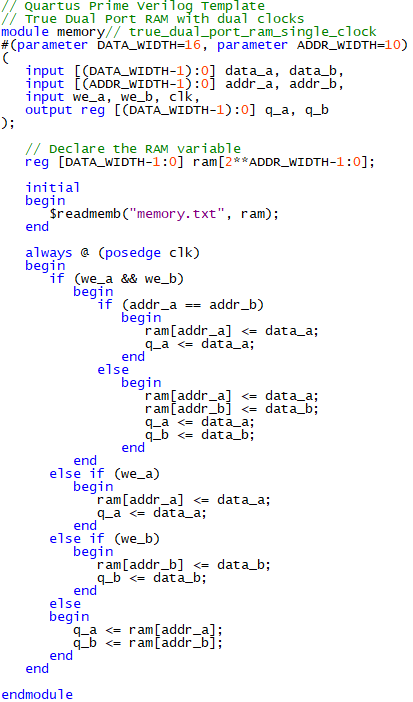 // Quartus Prime Verilog Template
// True Dual Port RAM with dual clocks
module memory// true_dual_port_ram_single_clock
#(parameter DATA_WIDTH=16, parameter ADDR_WIDTH=10)
(
   input [(DATA_WIDTH-1):0] data_a, data_b,
   input [(ADDR_WIDTH-1):0] addr_a, addr_b,
   input we_a, we_b, clk,
   output reg [(DATA_WIDTH-1):0] q_a, q_b
);
   // Declare the RAM variable
   reg [DATA_WIDTH-1:0] ram[2**ADDR_WIDTH-1:0];
   initial
   begin
      $readmemb("memory.txt", ram);
   end
   always @ (posedge clk)
   begin
      if (we_a && we_b)
         begin
            if (addr_a == addr_b)
               begin
                  ram[addr_a] <= data_a;
                  q_a <= data_a;
               end
            else
               begin
                  ram[addr_a] <= data_a;
                  ram[addr_b] <= data_b;
                  q_a <= data_a;
                  q_b <= data_b;
               end
         end
      else if (we_a)
         begin
            ram[addr_a] <= data_a;
            q_a <= data_a;
         end
      else if (we_b)
         begin
            ram[addr_b] <= data_b;
            q_b <= data_b;
         end
      else
      begin
         q_a <= ram[addr_a];
         q_b <= ram[addr_b];
      end
   end
endmodule